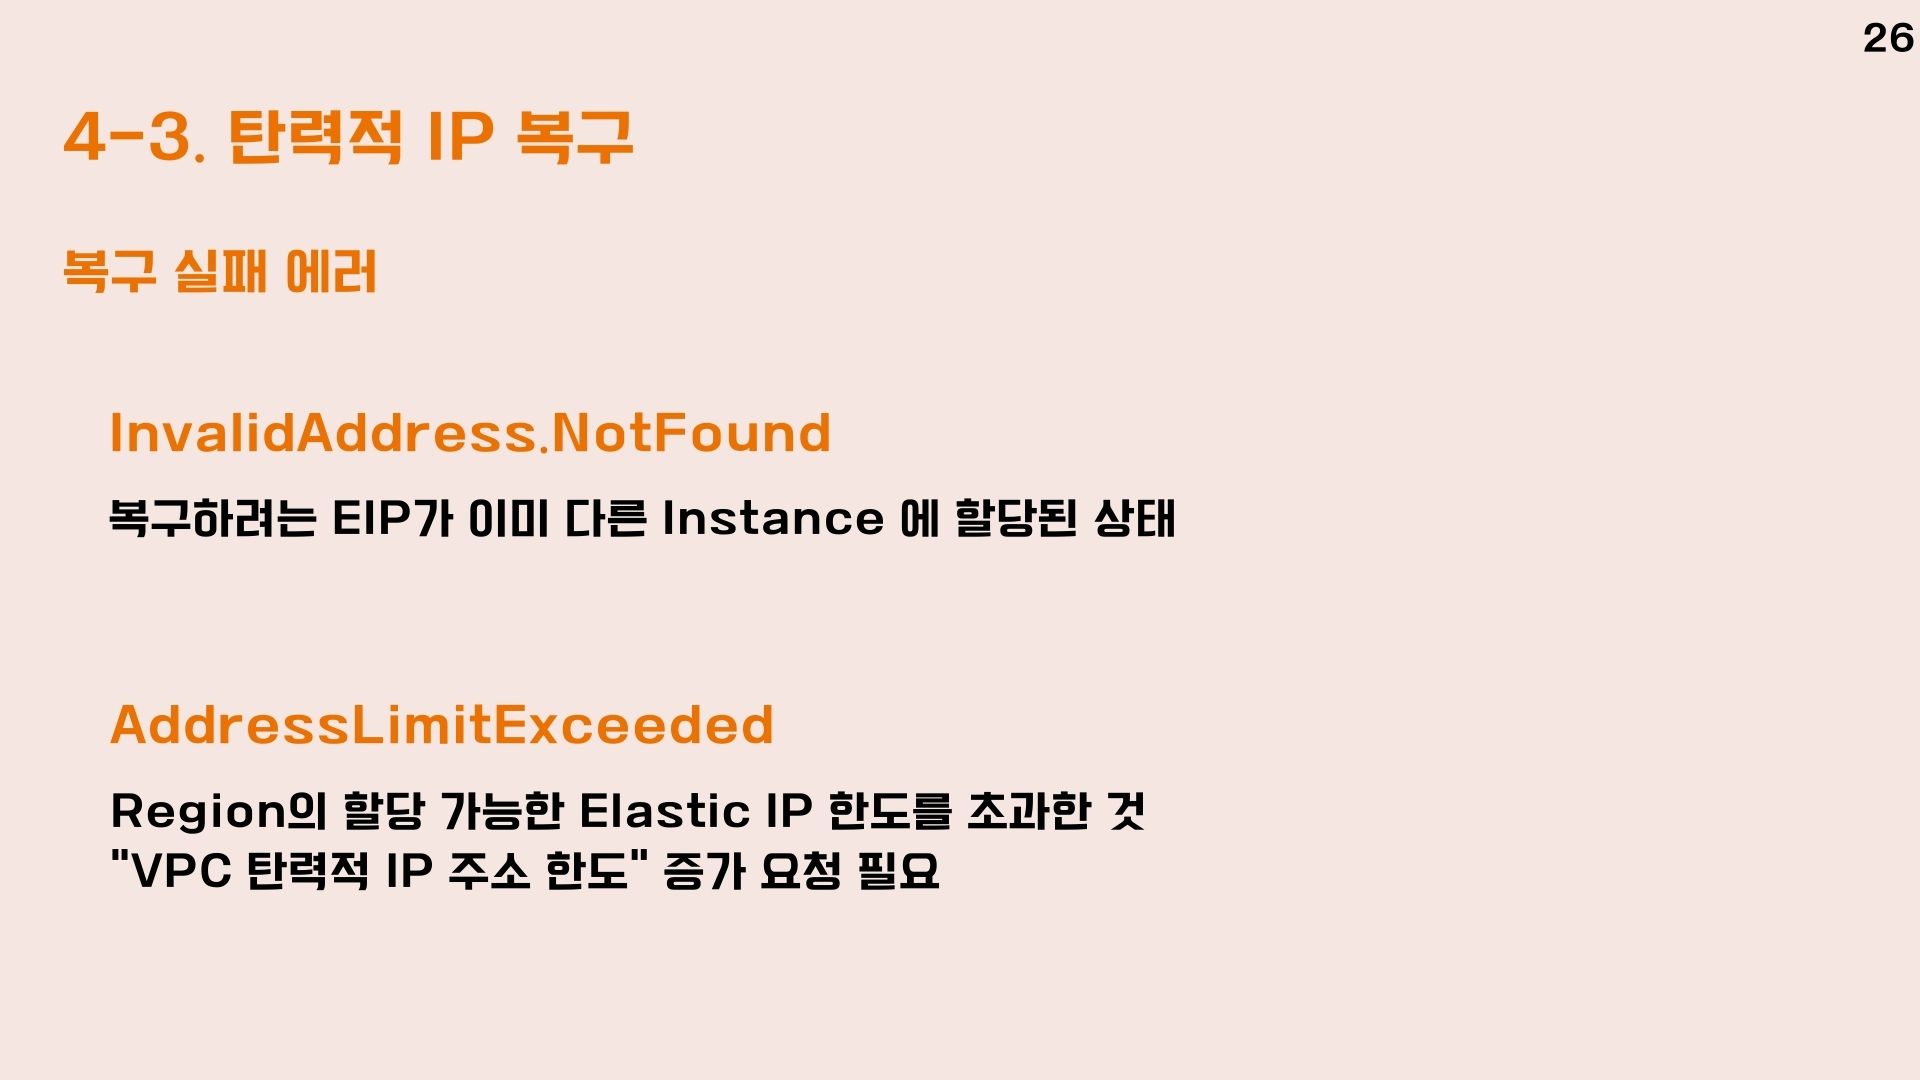 26
4-3. 탄력적 IP 복구
복구 실패 에러
InvalidAddress.NotFound
복구하려는 EIP가 이미 다른 Instance 에 할당된 상태
AddressLimitExceeded
Region의 할당 가능한 Elastic IP 한도를 초과한 것
"VPC 탄력적 IP 주소 한도" 증가 요청 필요